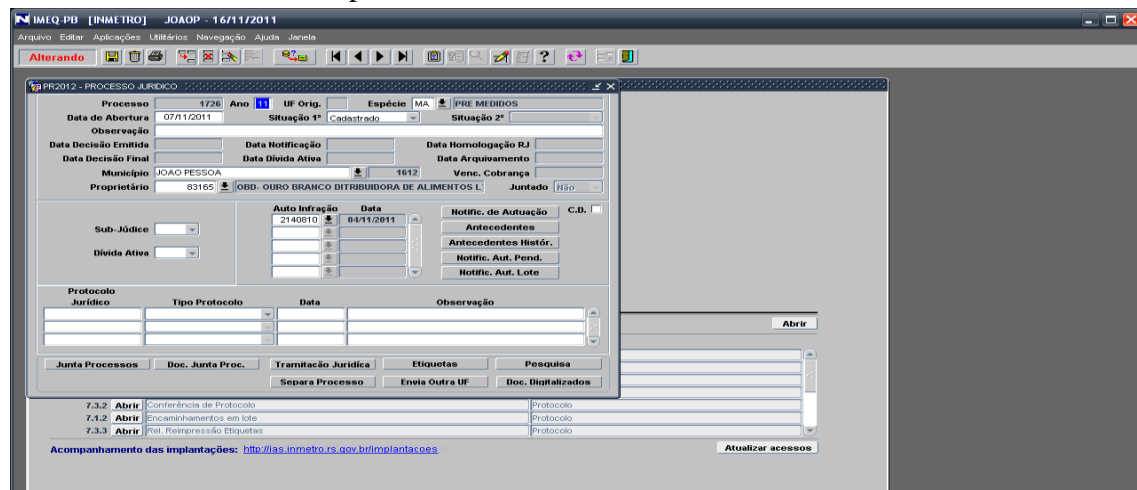 IMEQ-PB [INMETRO] JOAOP - 16/11/2011
Arquivo Editar Aplicações Utilitários Navegação Ajuda Janela
Alterando
PR2012 - PROCESSO JURIDICO
Processo 1726 Ano 11 UF Orig. Espécie MA PRE MEDIDOS
Data de Abertura 07/11/2011 Situação 1ª Cadastrado Situação 2ª
Observação
Data Decisão Emitida Data Notificação Data Homologação RJ
Data Decisão Final Data Dívida Ativa Data Arquivamento
Município JOAO PESSOA 1612 Venc. Cobrança
Proprietário 83165 OBD- OURO BRANCO DITRIBUIDORA DE ALIMENTOS L Juntado Não
Auto Infração Data Notific. de Autuação C.D.
2140810 04/11/2011
Antecedentes
Sub-Júdice
Antecedentes Histór.
Dívida Ativa
Notific. Aut. Pend.
Notific. Aut. Lote
Protocolo
Jurídico Tipo Protocolo Data Observação
Abrir
Junta Processos Doc. Junta Proc. Tramitacão Jurídíca Etiquetas Pesquisa
Separa Processo Envia Outra UF Doc. Digitalizados
7.3.2 Abrir Conferência de Protocolo Protocolo
7.1.2 Abrir Encaminhamentos em lote Protocolo
7.3.3 Abrir Rel. Reimpressão Etiquetas Protocolo
Acompanhamento das implantações: http://ias.inmetro.rs.gov.br/implantacoes Atualizar acessos